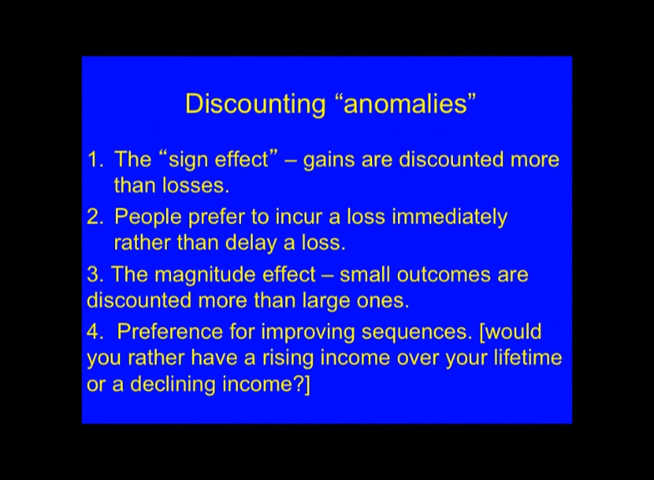 Discounting “anomalies”
1. The “sign effect” – gains are discounted more
than losses.
2. People prefer to incur a loss immediately
rather than delay a loss.
3. The magnitude effect – small outcomes are
discounted more than large ones.
4. Preference for improving sequences. [would
you rather have a rising income over your lifetime
or a declining income?]